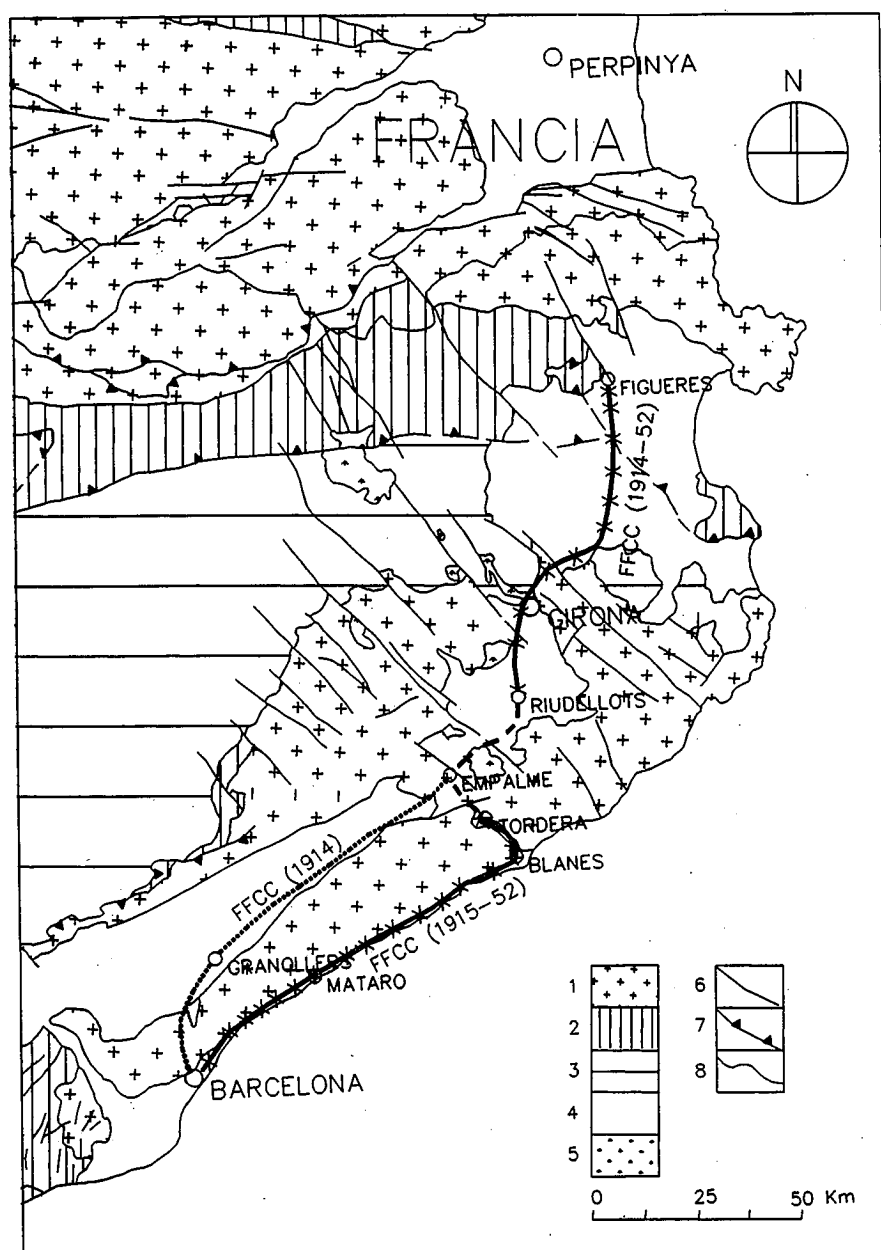 PERPINYA
N
FRANCIA
FIGUERES
FFCC (1914-52)
GIRONA
RIUDELLOTS
EMPALME
TORDERA
BLANES
FFCC (1914)
FFCC (1915-52)
GRANOLLERS
MATARO
BARCELONA
1
2
3
4
5
6
7
8
0 25 50 Km